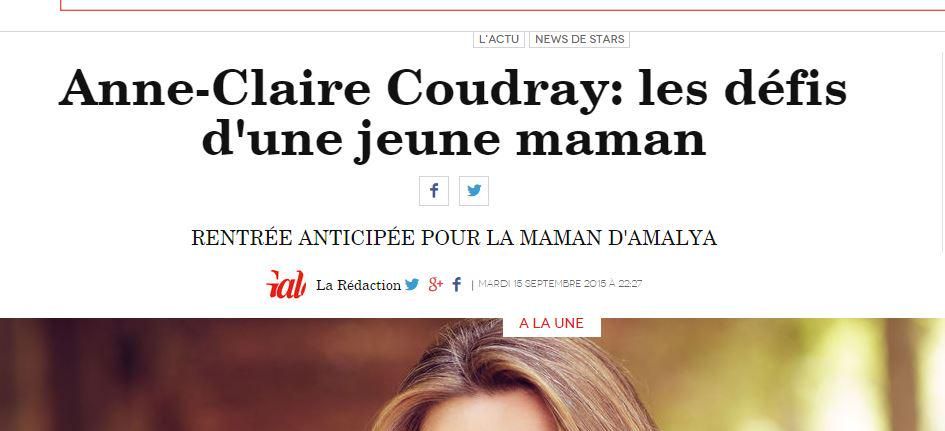 L'ACTU NEWS DE STARS
Anne-Claire Coudray: les défis
d'une jeune maman
RENTRÉE ANTICIPÉE POUR LA MAMAN D'AMALYA
La Rédaction g+ | MARDI 15 SEPTEMBRE 2015 À 22:27
A LA UNE